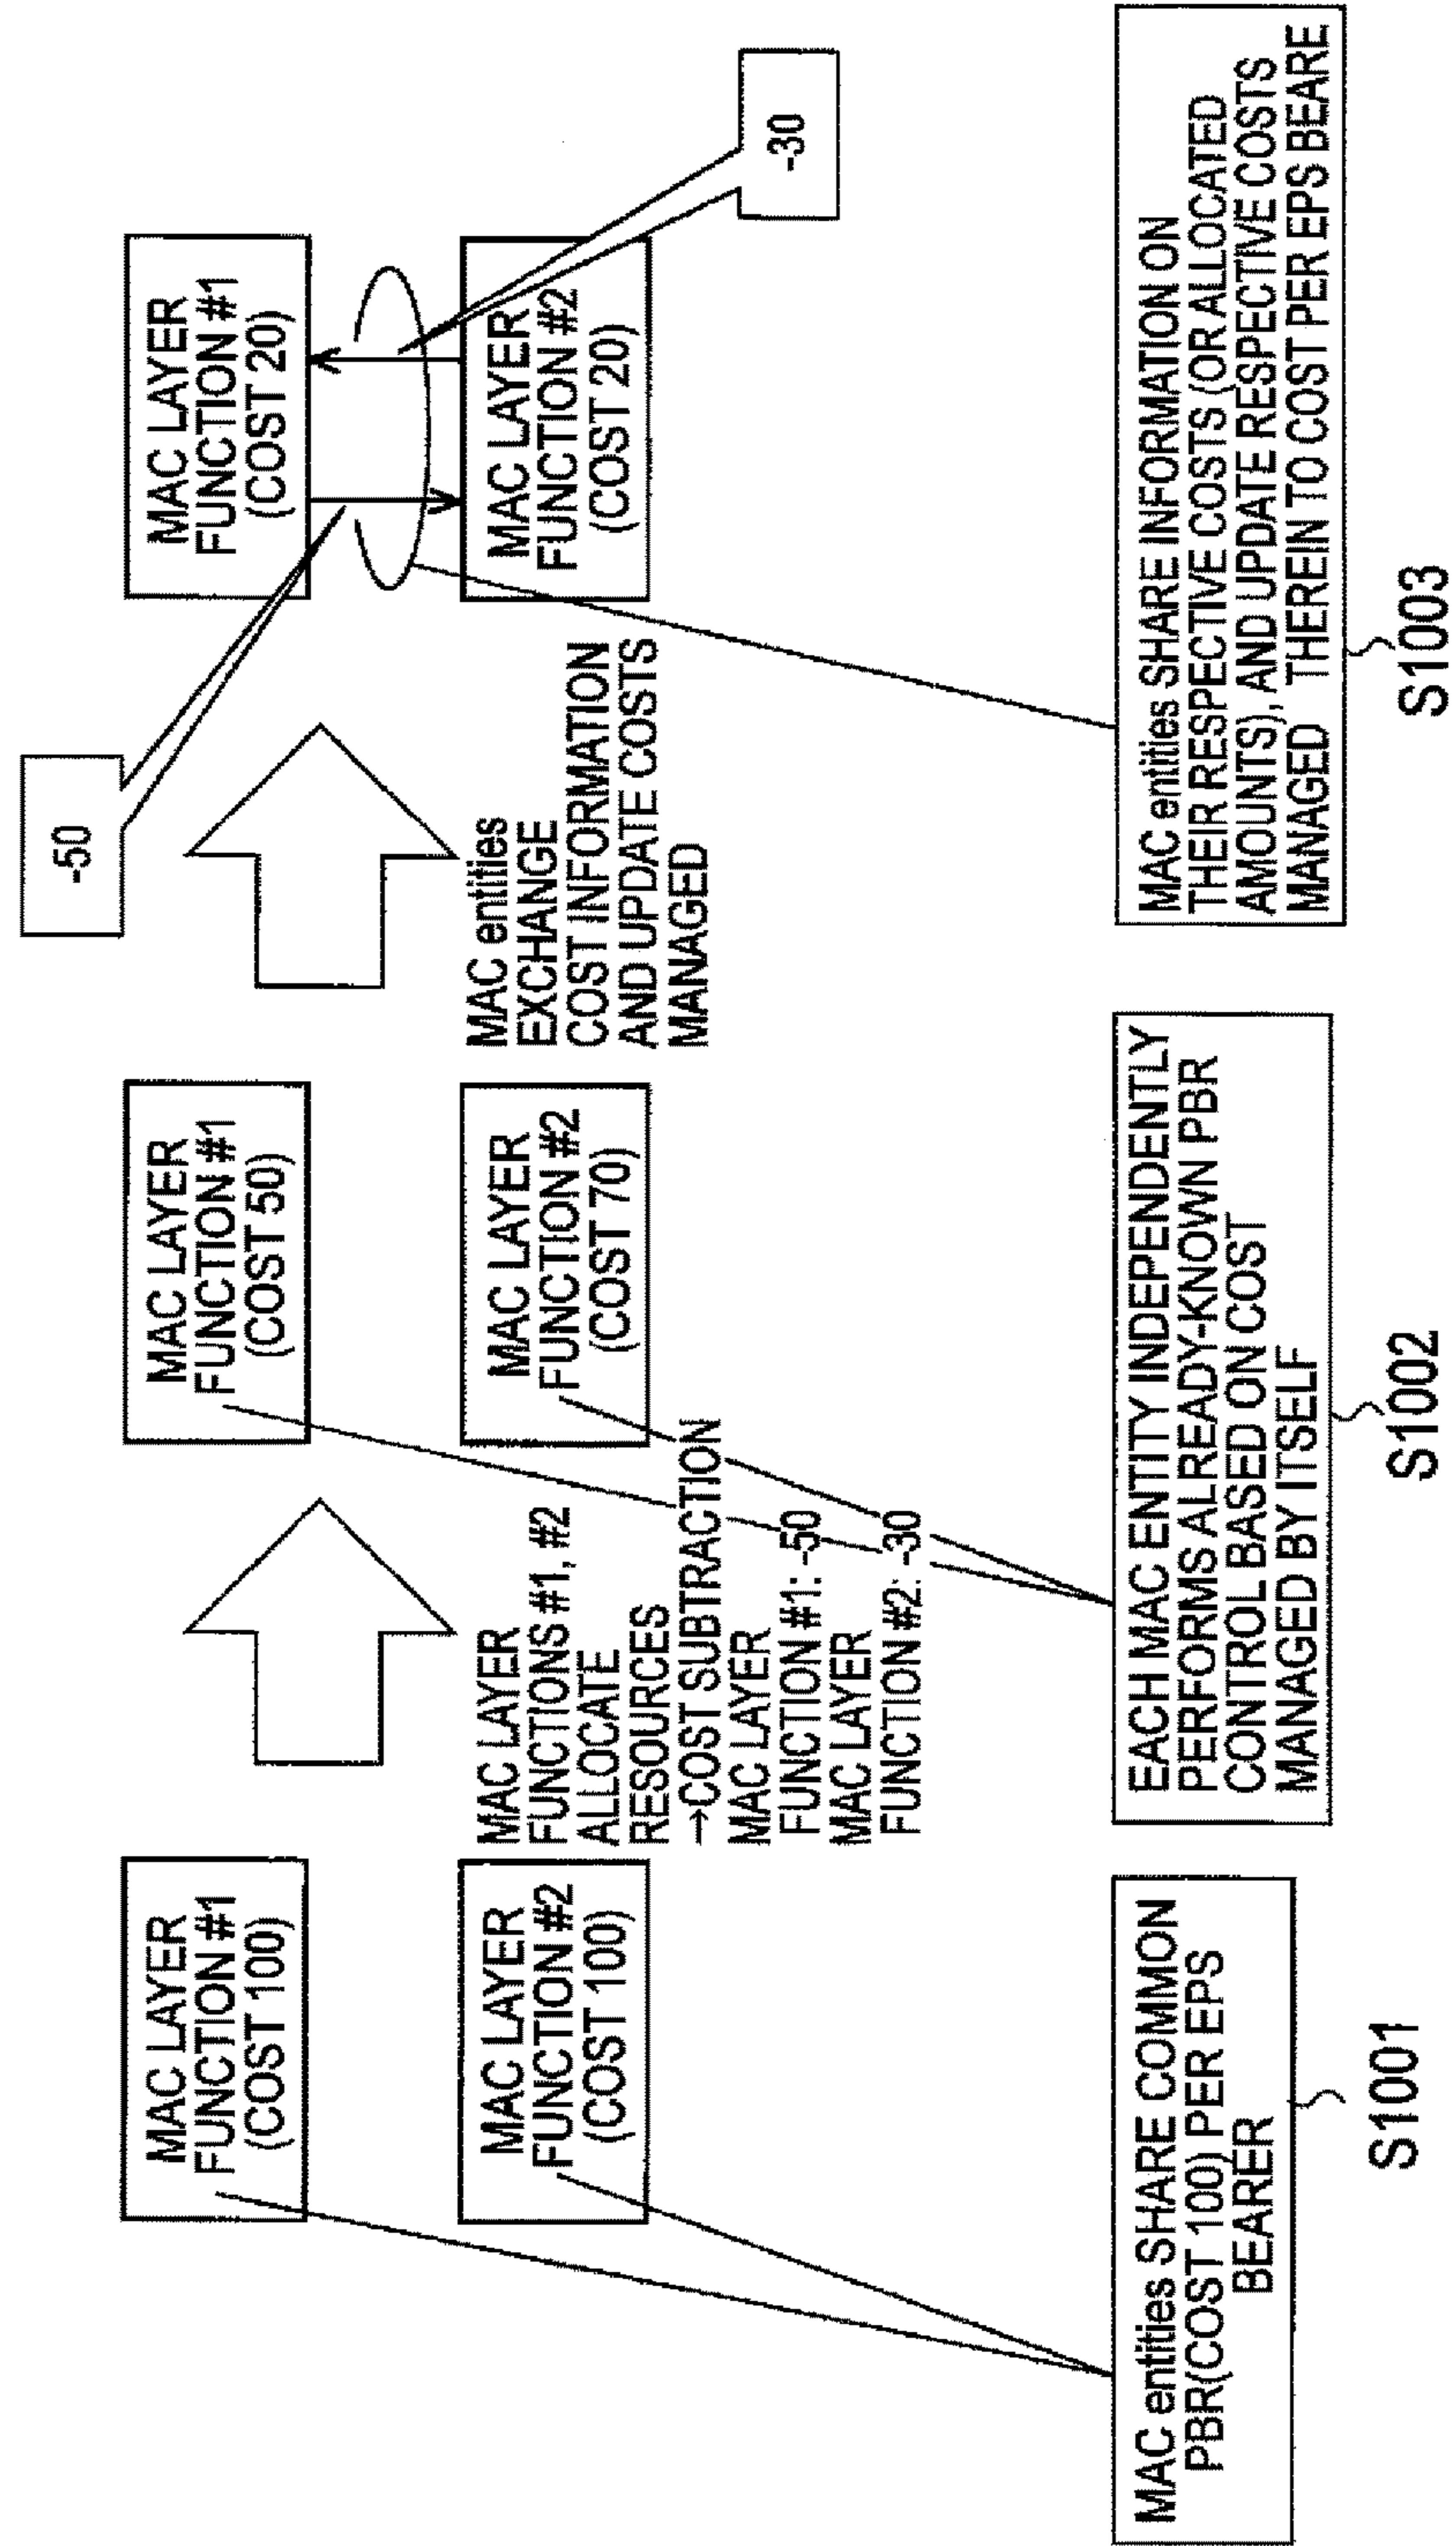 MAC LAYER
FUNCTION #1
(COST 100)
MAC LAYER
FUNCTION #2
(COST 100)
MAC LAYER
FUNCTIONS #1, #2
ALLOCATE
RESOURCES
→COST SUBTRACTION
MAC LAYER
FUNCTION #1: -50
MAC LAYER
FUNCTION #2: -30
MAC LAYER
FUNCTION #1
(COST 50)
MAC LAYER
FUNCTION #2
(COST 70)
MAC entities
EXCHANGE
COST INFORMATION
AND UPDATE COSTS
MANAGED
-50
MAC LAYER
FUNCTION #1
(COST 20)
MAC LAYER
FUNCTION #2
(COST 20)
-30
MAC entities SHARE COMMON
PBR(COST 100) PER EPS
BEARER
S1001
EACH MAC ENTITY INDEPENDENTLY
PERFORMS ALREADY-KNOWN PBR
CONTROL BASED ON COST
MANAGED BY ITSELF
S1002
MAC entities SHARE INFORMATION ON
THEIR RESPECTIVE COSTS (OR ALLOCATED
AMOUNTS), AND UPDATE RESPECTIVE COSTS
MANAGED THEREIN TO COST PER EPS BEARE
S1003